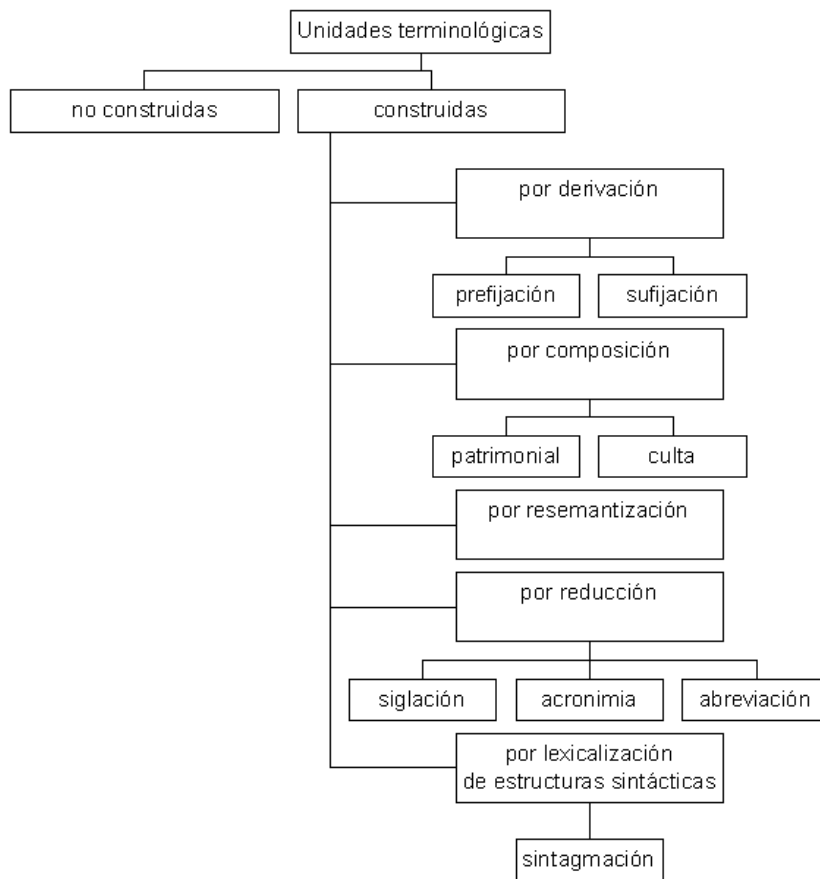 Unidades terminológicas
no construidas
construidas
por derivación
prefijación
sufijación
por composición
patrimonial
culta
por resemantización
por reducción
siglación
acronimia
abreviación
por lexicalización
de estructuras sintácticas
sintagmación